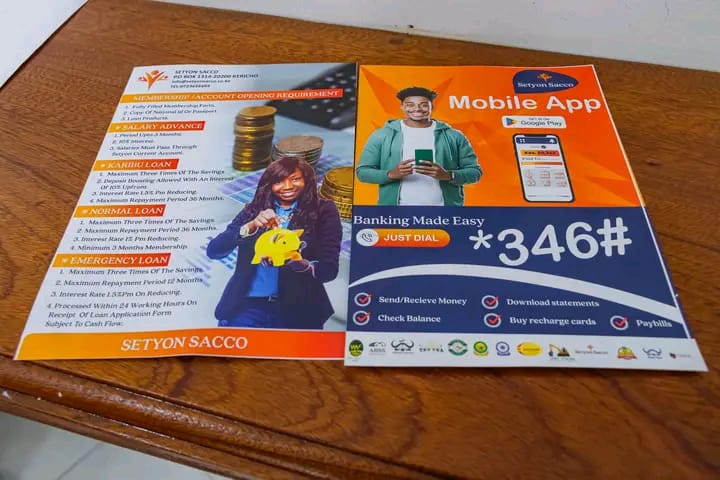 SETYON SACCO
PO BOX 1314-20200 KERICHO
MEMBERSHIP /ACCOUNT OPENING REQUIREMENT
1. Fully Filled Membership Form.
2. Copy Of National Id Or Passport.
3. Loan Products.
SALARY ADVANCE
1. Period Upto 3 Months.
2. 10% Interest.
3. Salaries Must Pass Through
Setyon Current Account.
KARIBU LOAN
1. Maximum Three Times Of The Savings
2. Deposit Boosting Allowed With An Interest
Of 10% Upfront.
3. Interest Rate 1.5% Pm Reducing.
4. Maximum Repayment Period 36 Months.
NORMAL LOAN
1. Maximum Three Times Of The Savings
2. Maximum Repayment Period 36 Months.
3. Interest Rate 1% Pm Reducing.
4. Minimum 3 Months Membership.
EMERGENCY LOAN
1. Maximum Three Times Of The Savings
2. Maximum Repayment Period 12 Months
3. Interest Rate 1.5%Pm On Reducing.
4. Processed Within 24 Working Hours On
Receipt Of Loan Application Form
Subject To Cash Flow.
SETYON SACCO
Setyon Sacco
Mobile App
GET IT ON
Google Play
Banking Made Easy
JUST DIAL
*346#
Send/Recieve Money
Download statements
Check Balance
Buy recharge cards
Paybills
Setyon Sacco